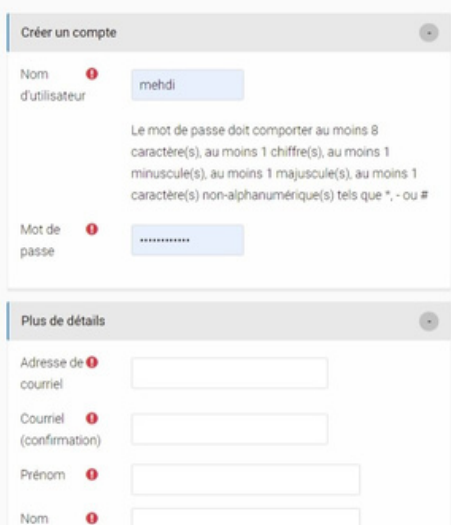 Créer un compte
Nom
d'utilisateur
mehdi
Le mot de passe doit comporter au moins 8
caractère(s), au moins 1 chiffre(s), au moins 1
minuscule(s), au moins 1 majuscule(s), au moins 1
caractère(s) non-alphanumérique(s) tels que *, - ou #
Mot de
passe
••••••••••••
Plus de détails
Adresse de
courriel
Courriel
(confirmation)
Prénom
Nom